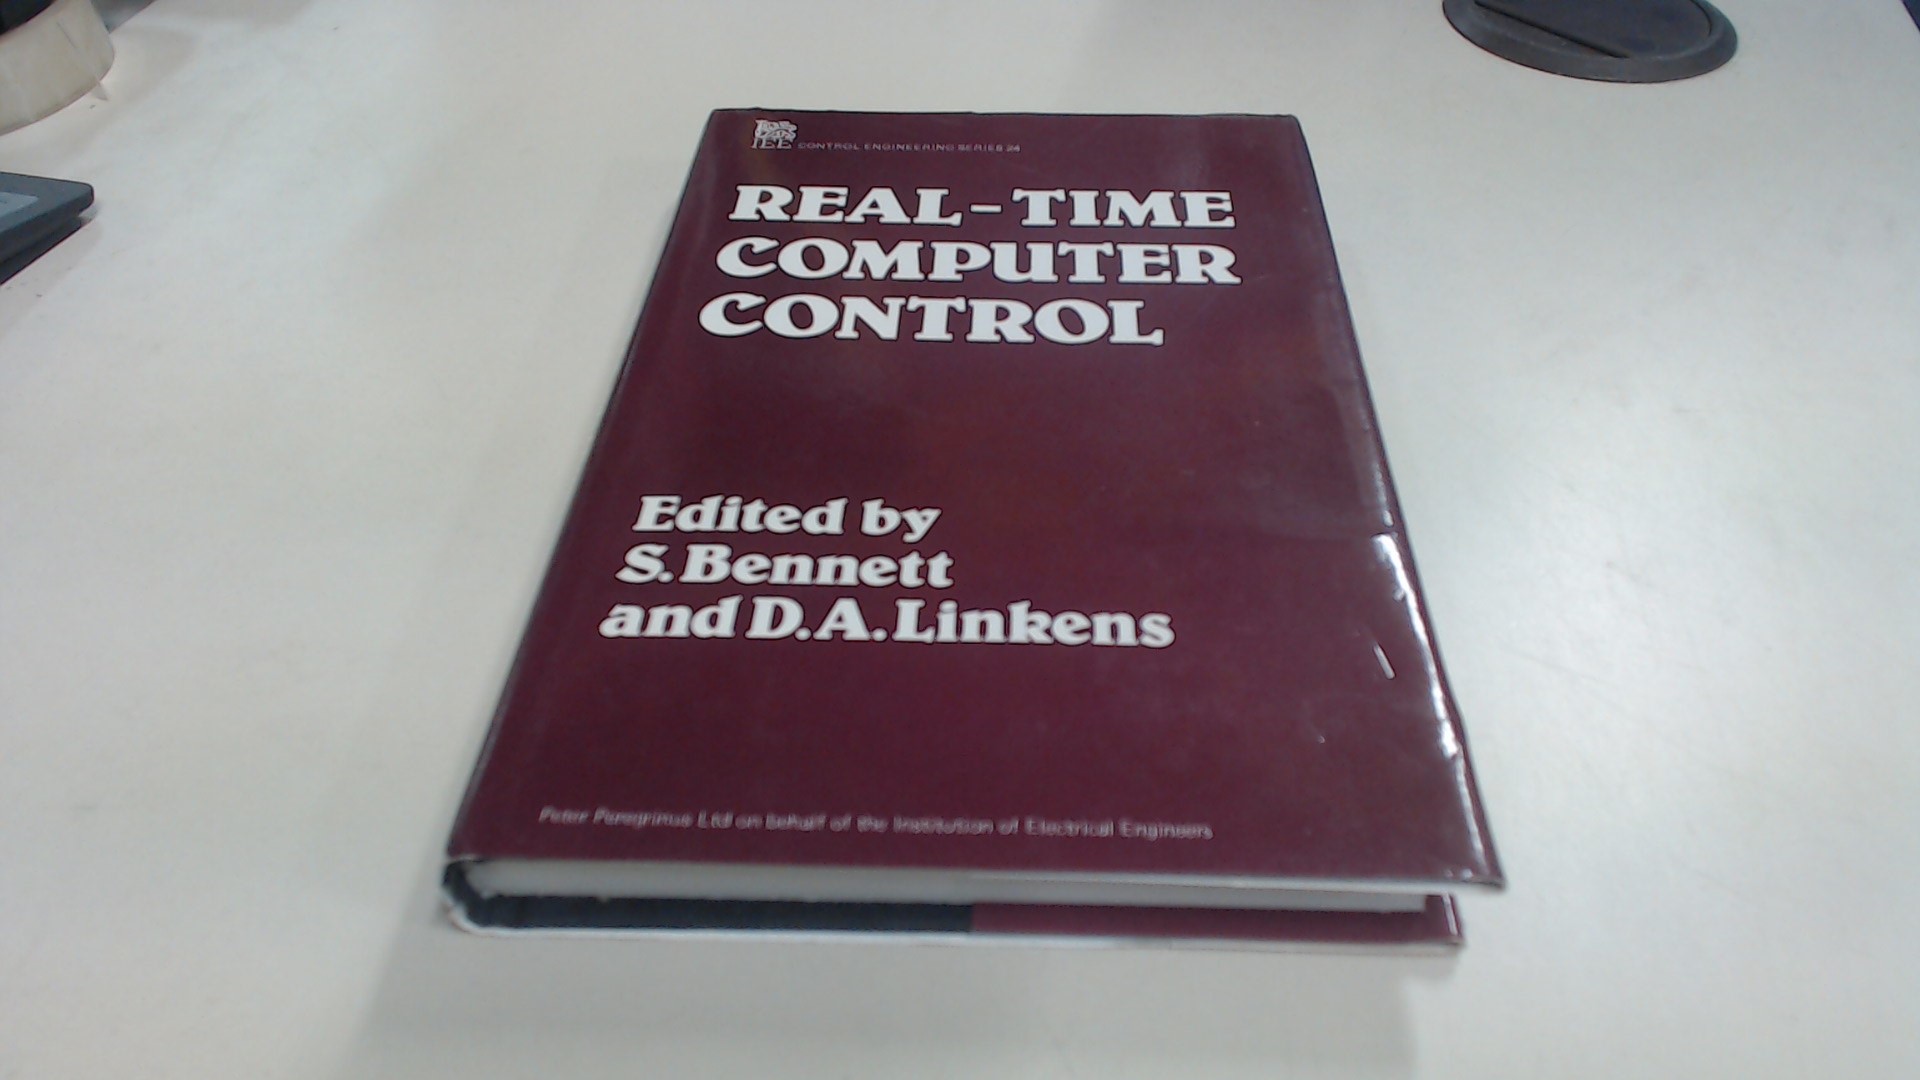 IEE CONTROL ENGINEERING SERIES 24
REAL-TIME
COMPUTER
CONTROL
Edited by
S. Bennett
and D.A. Linkens
Peter Peregrinus Ltd on behalf of the Institution of Electrical Engineers